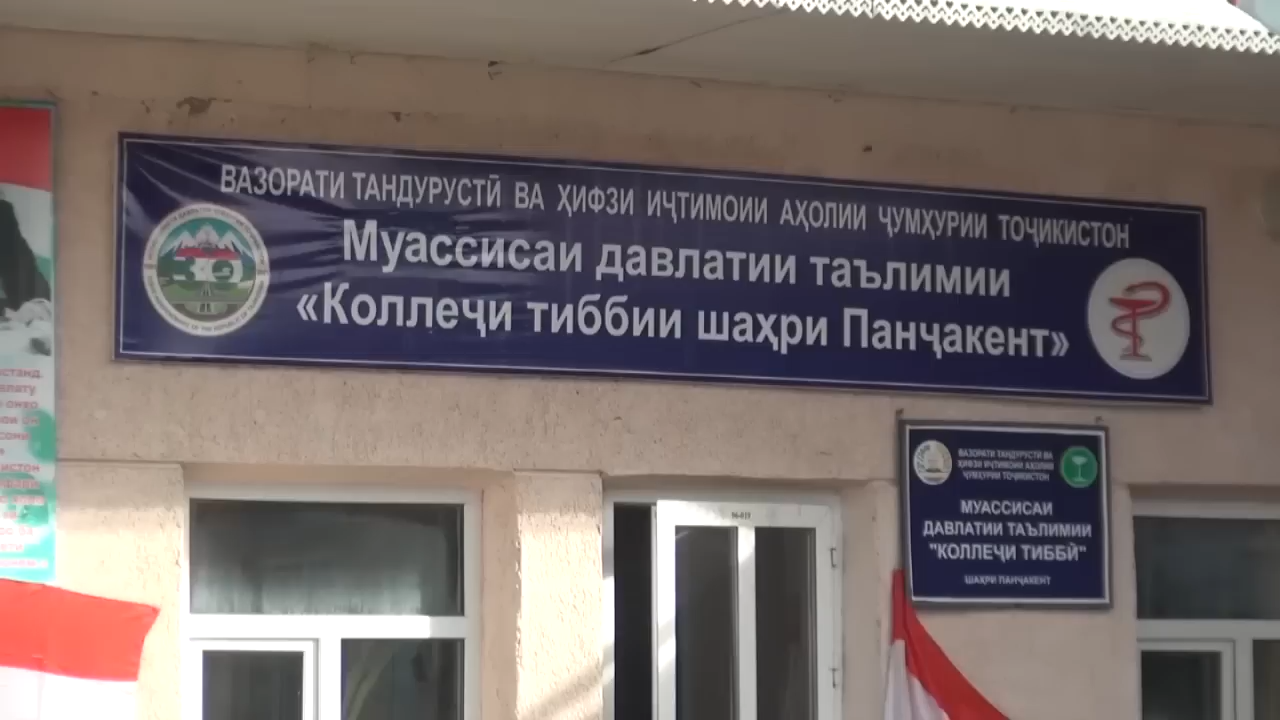 ВАЗОРАТИ ТАНДУРУСТӢ ВА ҲИФЗИ ИҶТИМОИИ АҲОЛИИ ҶУМҲУРИИ ТОҶИКИСТОН
Муассисаи давлатии таълимии
«Коллеҷи тиббии шаҳри Панҷакент»
ВАЗОРАТИ ТАНДУРУСТӢ ВА
ҲИФЗИ ИҶТИМОИИ АҲОЛИИ
ҶУМҲУРИИ ТОҶИКИСТОН
МУАССИСАИ
ДАВЛАТИИ ТАЪЛИМИИ
"КОЛЛЕҶИ ТИББӢ"
ШАҲРИ ПАНҶАКЕНТ